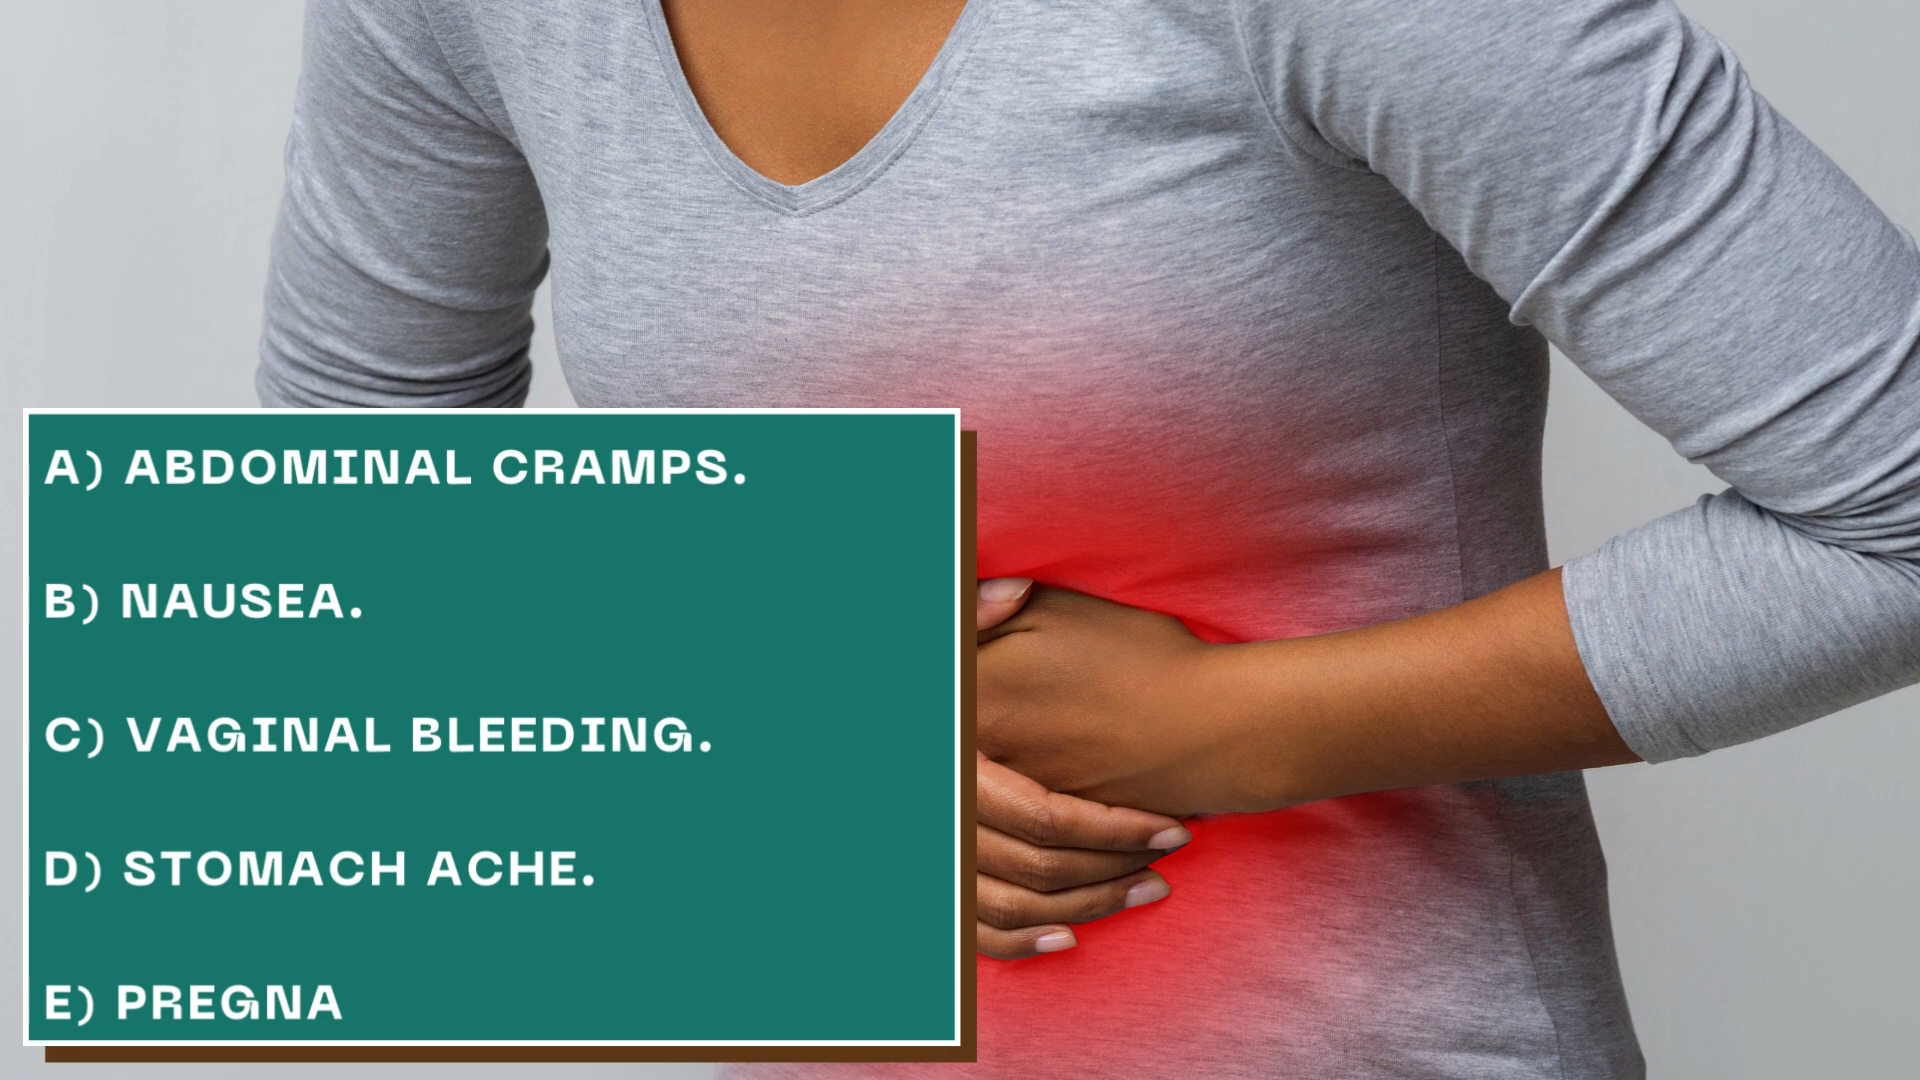 A) ABDOMINAL CRAMPS.
B) NAUSEA.
C) VAGINAL BLEEDING.
D) STOMACH ACHE.
E) PREGNA